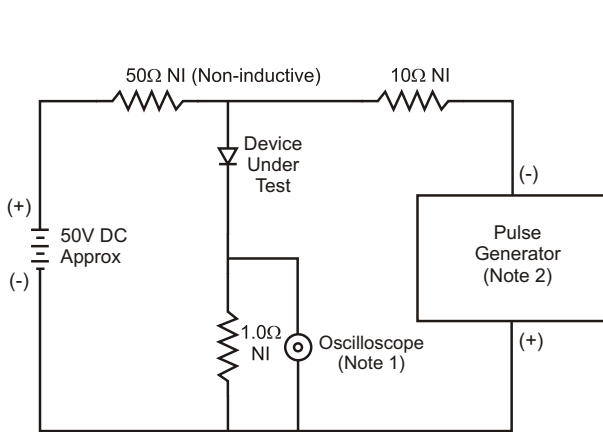 50Ω NI (Non-inductive)
10Ω NI
Device
Under
Test
(-)
(+)
50V DC
Approx
(-)
Pulse
Generator
(Note 2)
1.0Ω
NI
Oscilloscope
(Note 1)
(+)